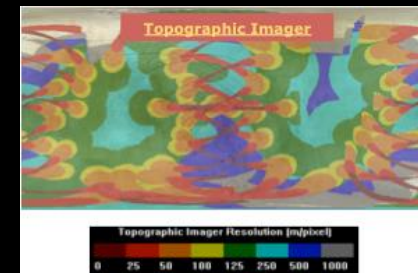 Topographic Imager
Topographic Imager Resolution (m/pixel)
0 25 50 100 125 250 500 1000